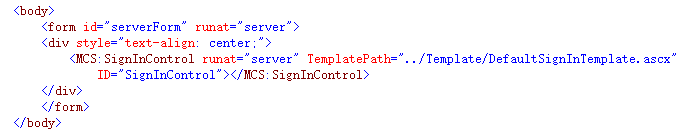 <body>
<form id="serverForm" runat="server">
<div style="text-align: center;">
<MCS:SignInControl runat="server" TemplatePath="../Template/DefaultSignInTemplate.ascx"
ID="SignInControl"></MCS:SignInControl>
</div>
</form>
</body>